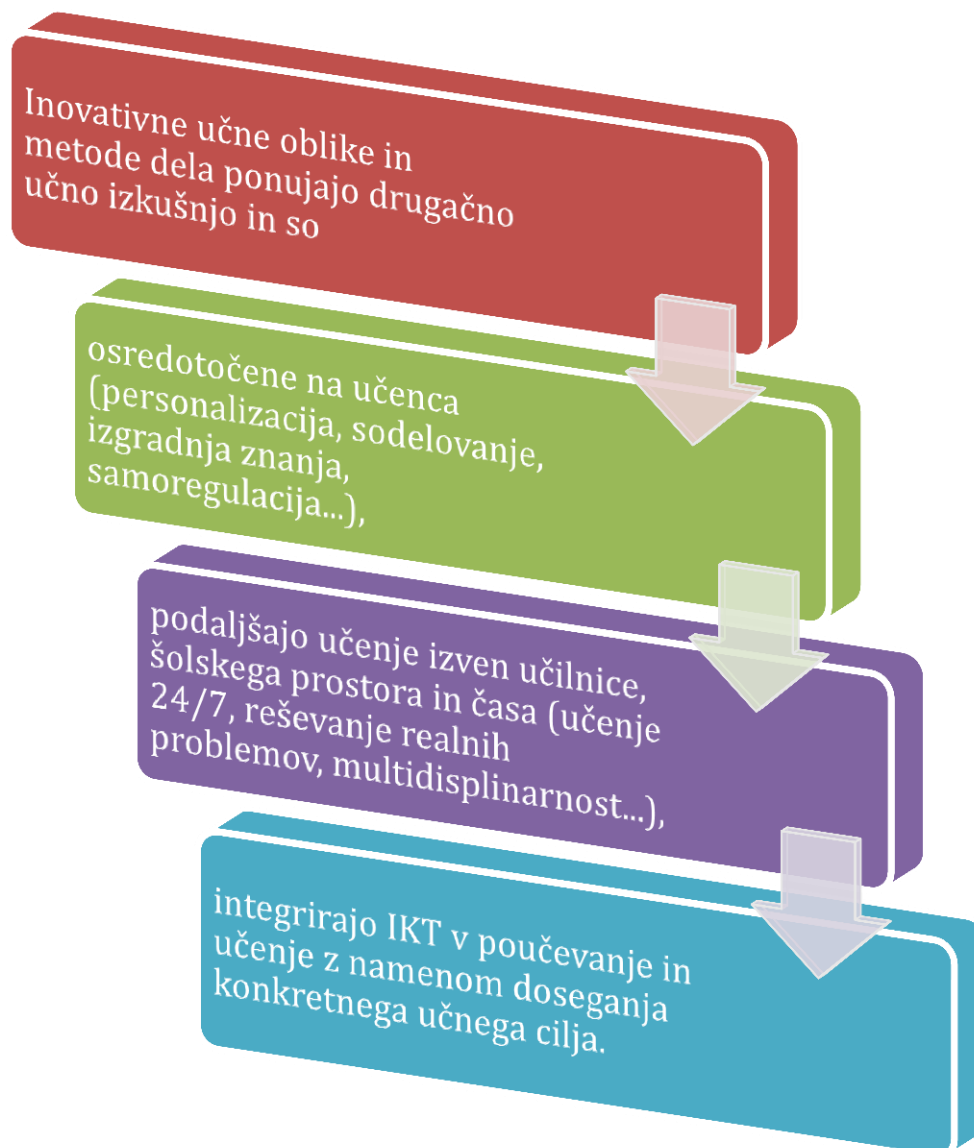 Inovativne učne oblike in
metode dela ponujajo drugačno
učno izkušnjo in so
osredotočene na učenca
(personalizacija, sodelovanje,
izgradnja znanja,
samoregulacija...),
podaljšajo učenje izven učilnice,
šolskega prostora in časa (učenje
24/7, reševanje realnih
problemov, multidisplinarnost...),
integrirajo IKT v poučevanje in
učenje z namenom doseganja
konkretnega učnega cilja.